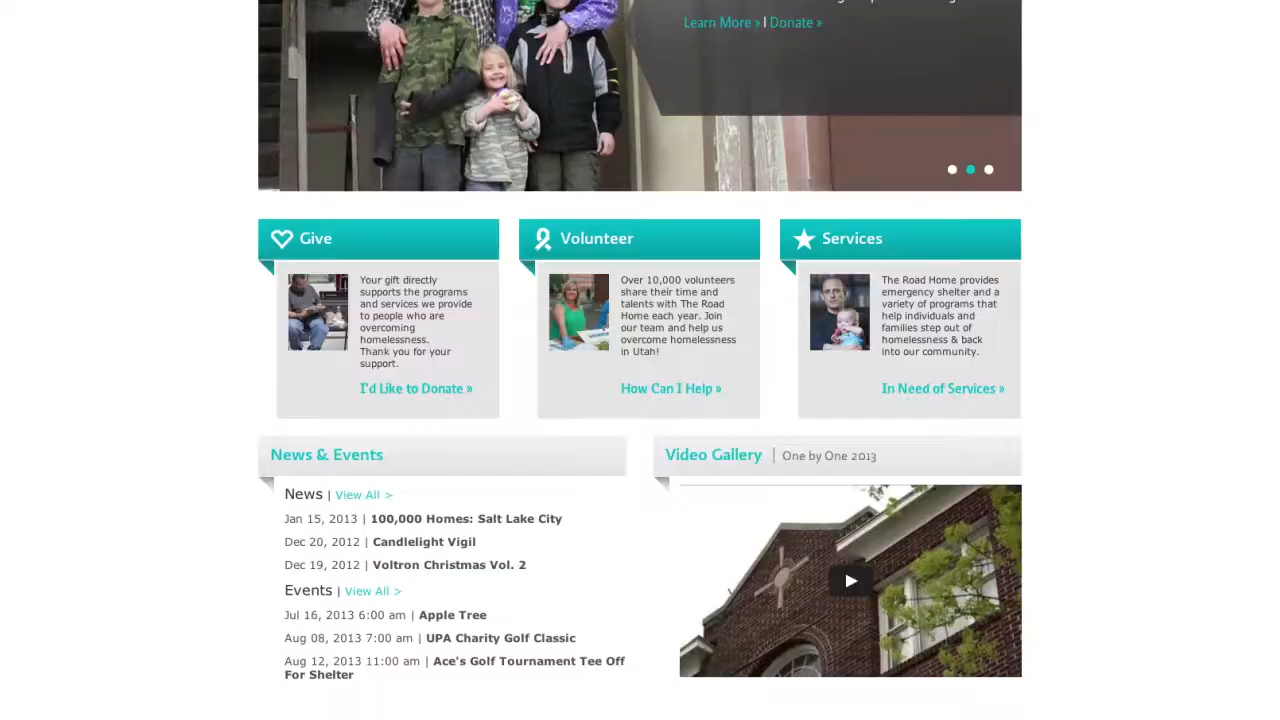 Learn More » | Donate »
Give
Your gift directly
supports the programs
and services we provide
to people who are
overcoming
homelessness.
Thank you for your
support.
I'd Like to Donate »
Volunteer
Over 10,000 volunteers
share their time and
talents with The Road
Home each year. Join
our team and help us
overcome homelessness
in Utah!
How Can I Help »
Services
The Road Home provides
emergency shelter and a
variety of programs that
help individuals and
families step out of
homelessness & back
into our community.
In Need of Services »
News & Events
News | View All >
Jan 15, 2013 | 100,000 Homes: Salt Lake City
Dec 20, 2012 | Candlelight Vigil
Dec 19, 2012 | Voltron Christmas Vol. 2
Events | View All >
Jul 16, 2013 6:00 am | Apple Tree
Aug 08, 2013 7:00 am | UPA Charity Golf Classic
Aug 12, 2013 11:00 am | Ace's Golf Tournament Tee Off
For Shelter
Video Gallery | One by One 2013